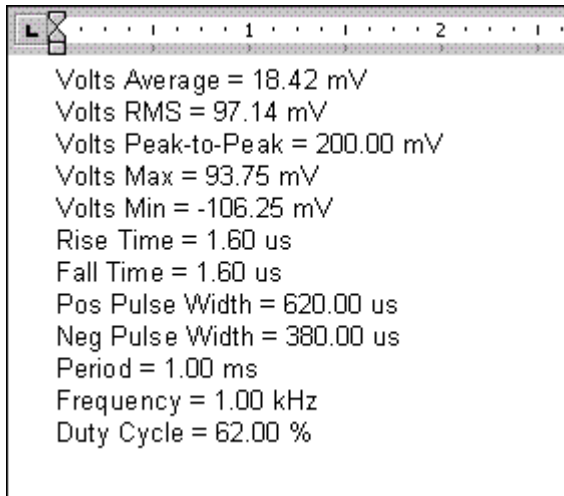 1 2
Volts Average = 18.42 mV
Volts RMS = 97.14 mV
Volts Peak-to-Peak = 200.00 mV
Volts Max = 93.75 mV
Volts Min = -106.25 mV
Rise Time = 1.60 us
Fall Time = 1.60 us
Pos Pulse Width = 620.00 us
Neg Pulse Width = 380.00 us
Period = 1.00 ms
Frequency = 1.00 kHz
Duty Cycle = 62.00 %